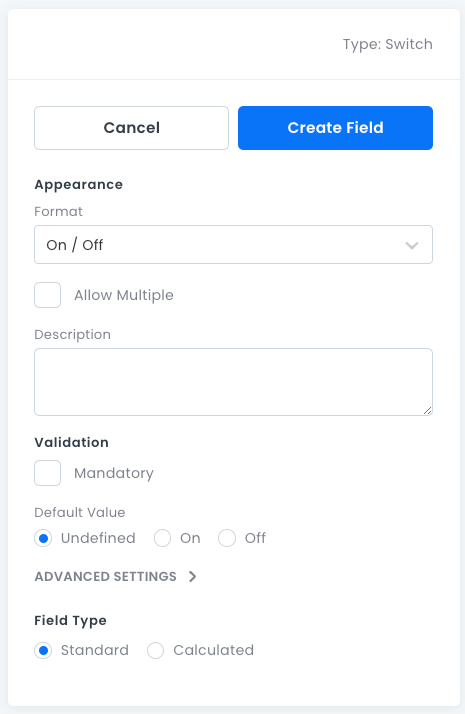 Type: Switch
Cancel Create Field
Appearance
Format
On / Off
Allow Multiple
Description
Validation
Mandatory
Default Value
Undefined On Off
ADVANCED SETTINGS
Field Type
Standard Calculated